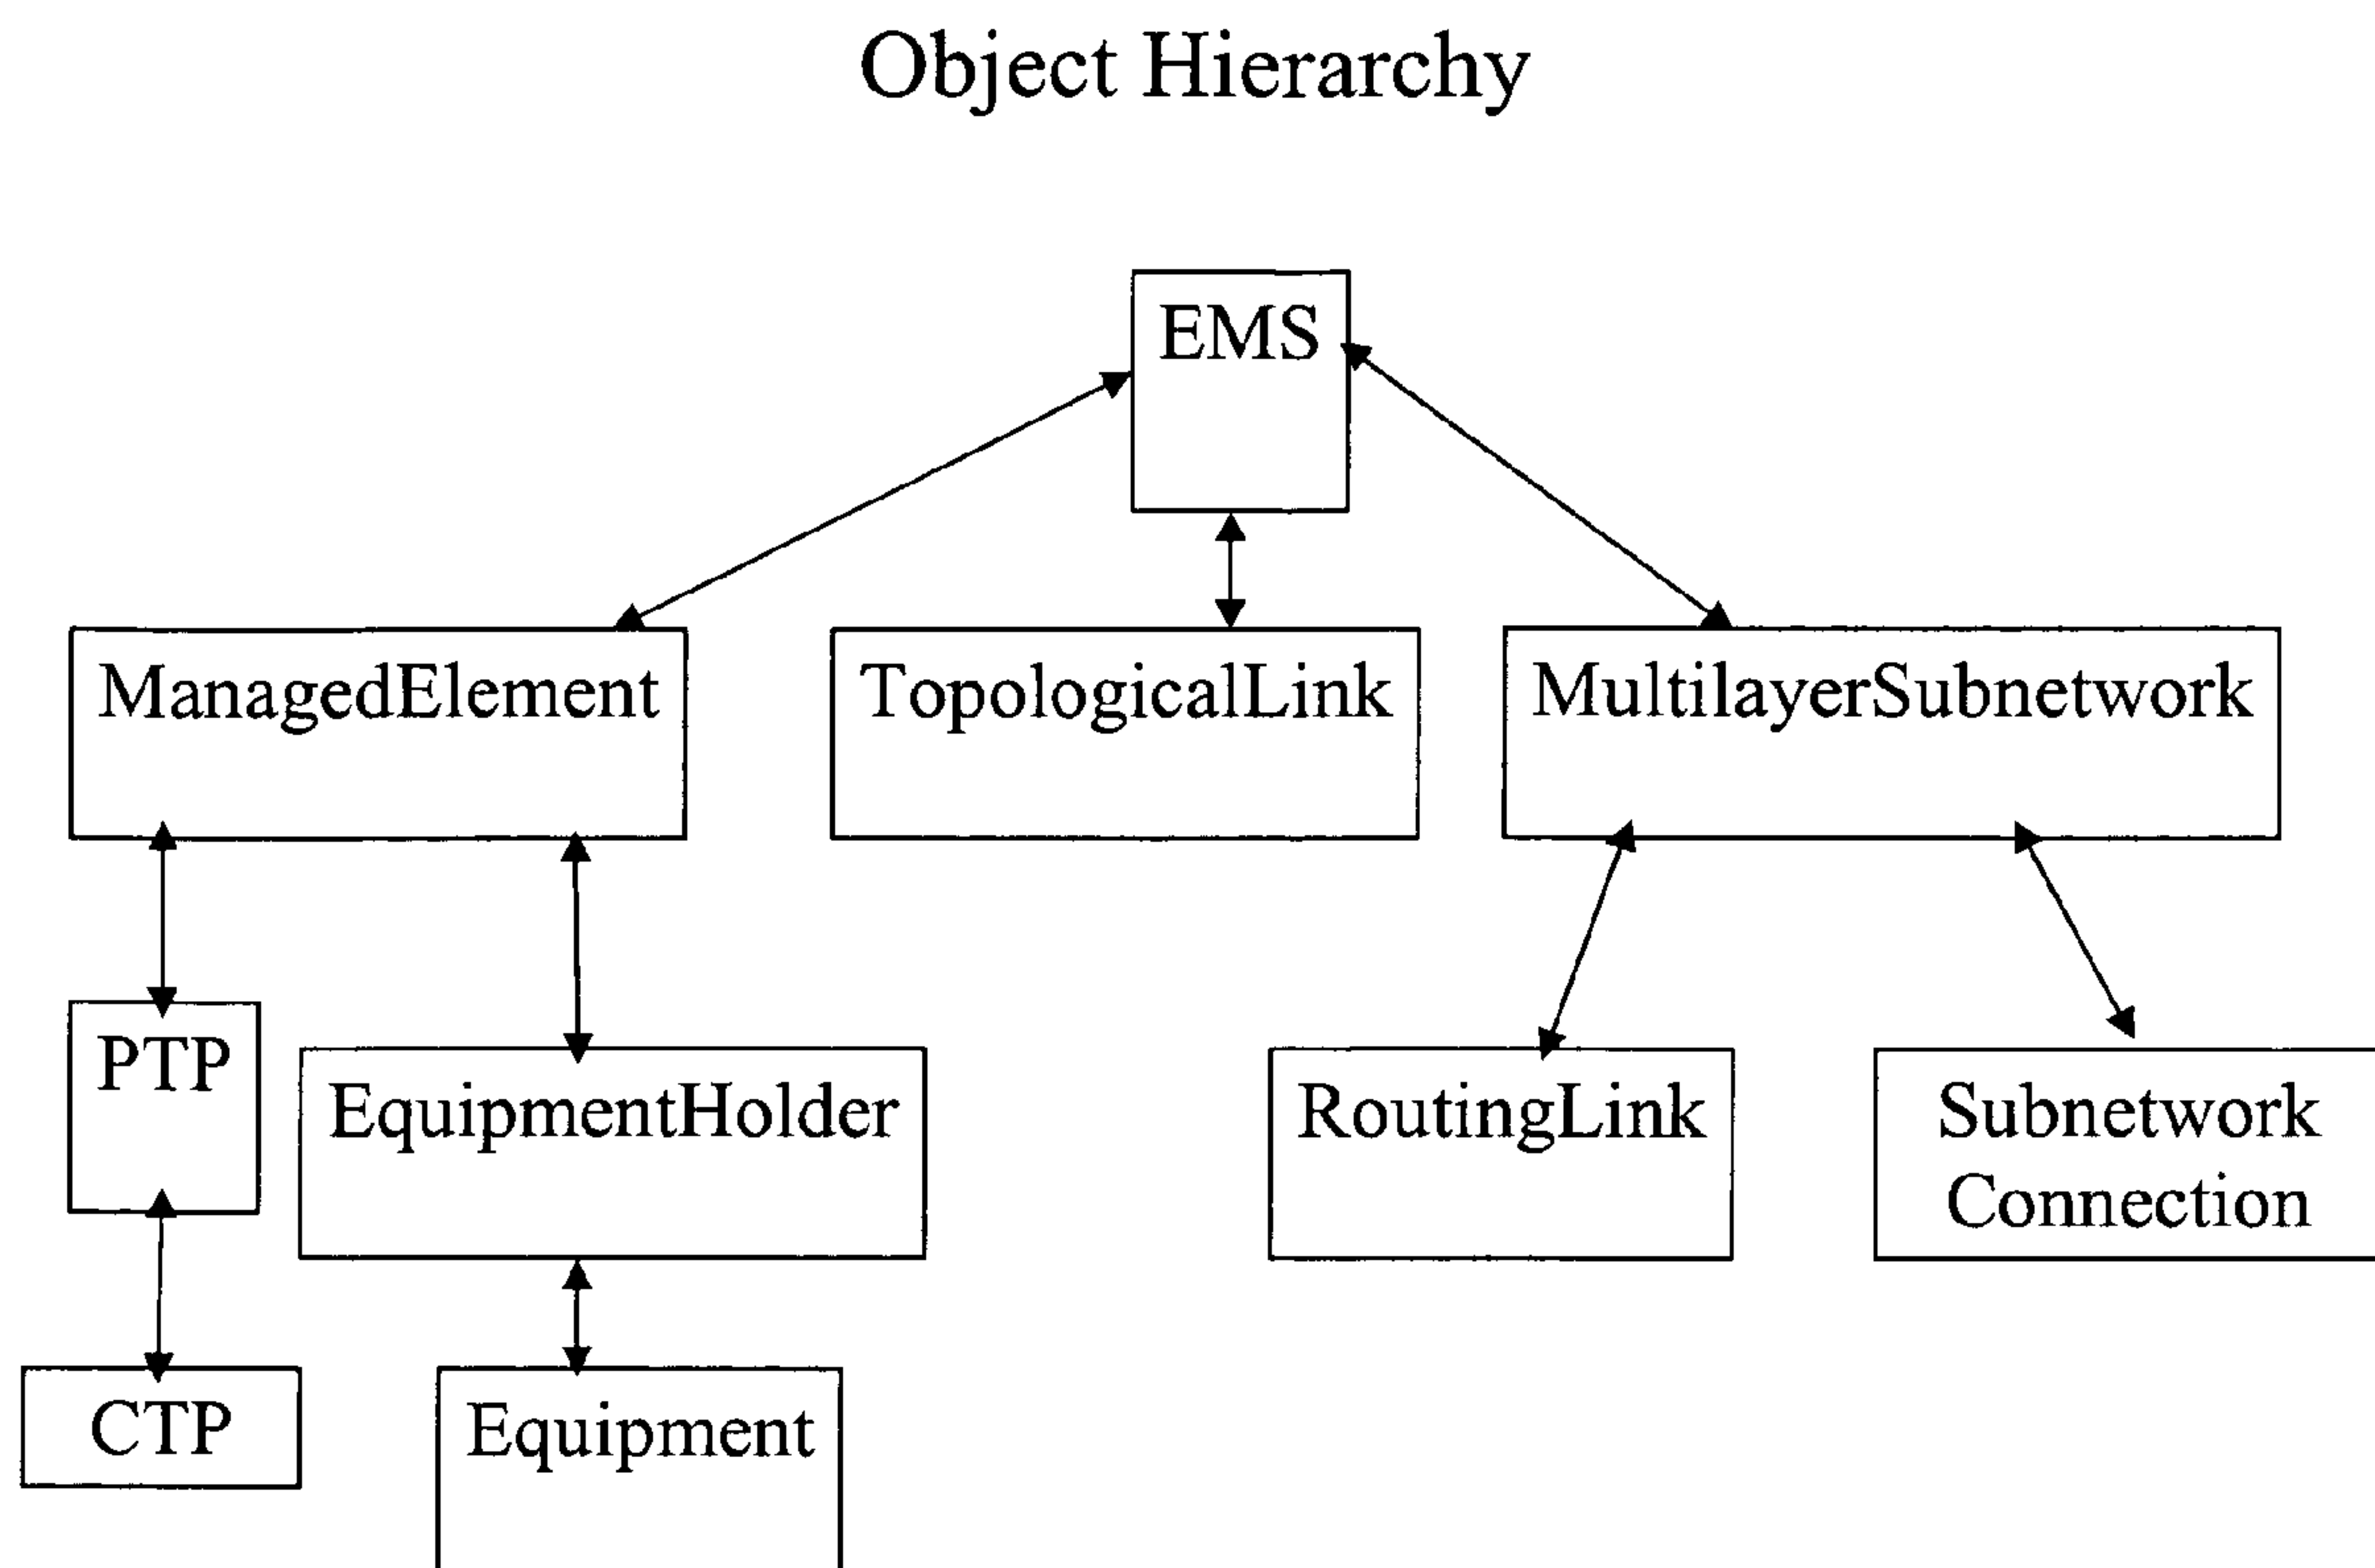 Object Hierarchy
EMS
ManagedElement
TopologicalLink
MultilayerSubnetwork
PTP
EquipmentHolder
RoutingLink
Subnetwork
Connection
CTP
Equipment